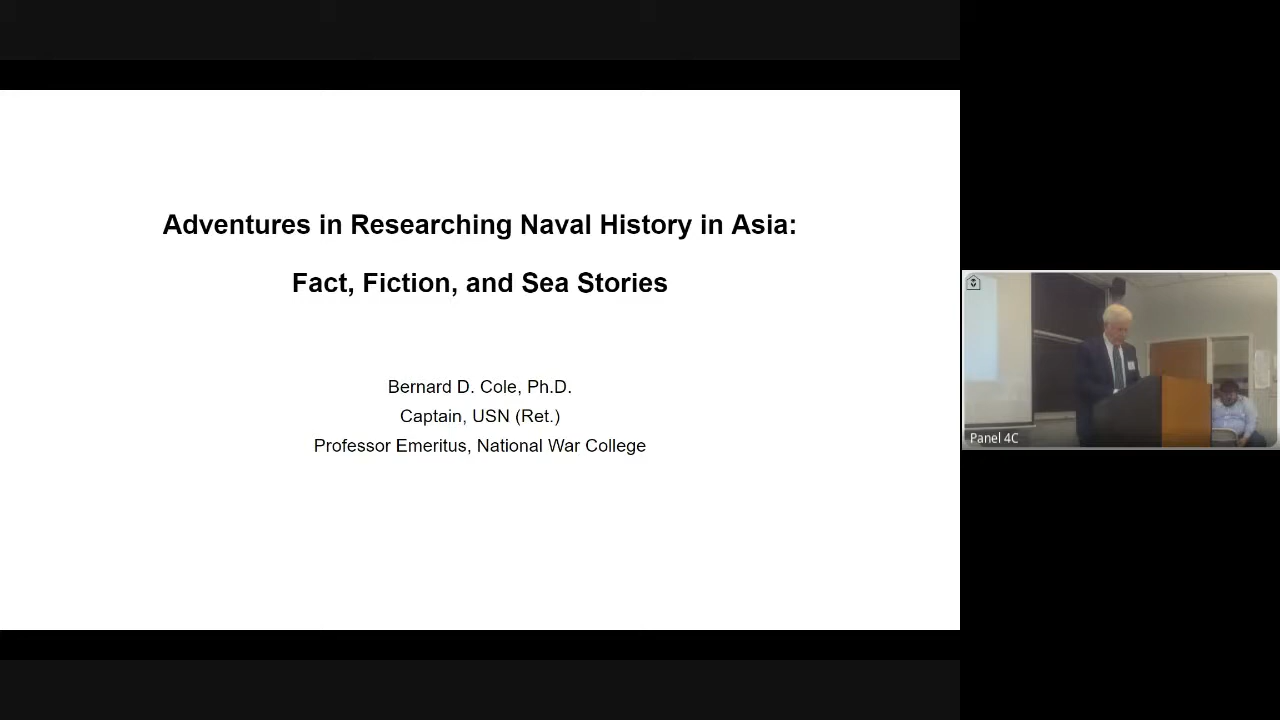 Adventures in Researching Naval History in Asia:
Fact, Fiction, and Sea Stories
Bernard D. Cole, Ph.D.
Captain, USN (Ret.)
Professor Emeritus, National War College
Panel 4C